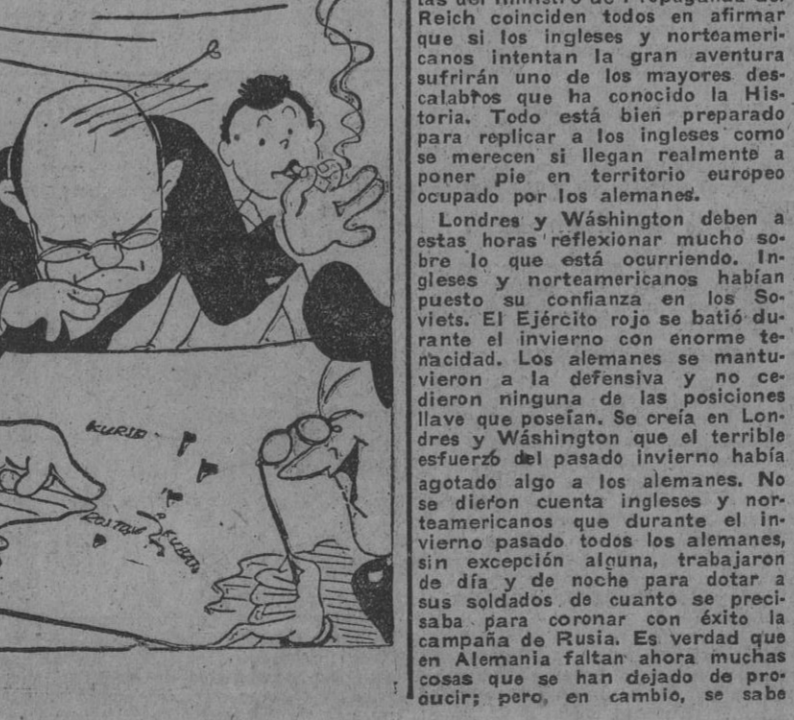 KURSD
ROSTOV
KUBAN
tas del Ministro de Propaganda del
Reich coinciden todos en afirmar
que si los ingleses y norteameri-
canos intentan la gran aventura
sufrirán uno de los mayores des-
calabros que ha conocido la His-
toria. Todo está bien preparado
para replicar a los ingleses como
se merecen si llegan realmente a
poner pie en territorio europeo
ocupado por los alemanes.
Londres y Wáshington deben a
estas horas reflexionar mucho so-
bre lo que está ocurriendo. In-
gleses y norteamericanos habían
puesto su confianza en los So-
viets. El Ejército rojo se batió du-
rante el invierno con enorme te-
nacidad. Los alemanes se mantu-
vieron a la defensiva y no ce-
dieron ninguna de las posiciones
llave que poseían. Se creía en Lon-
dres y Wáshington que el terrible
esfuerzo del pasado invierno había
agotado algo a los alemanes. No
se dieron cuenta ingleses y nor-
teamericanos que durante el in-
vierno pasado todos los alemanes,
sin excepción alguna, trabajaron
de día y de noche para dotar a
sus soldados de cuanto se preci-
saba para coronar con éxito la
campaña de Rusia. Es verdad que
en Alemania faltan ahora muchas
cosas que se han dejado de pro-
ducir; pero, en cambio, se sabe